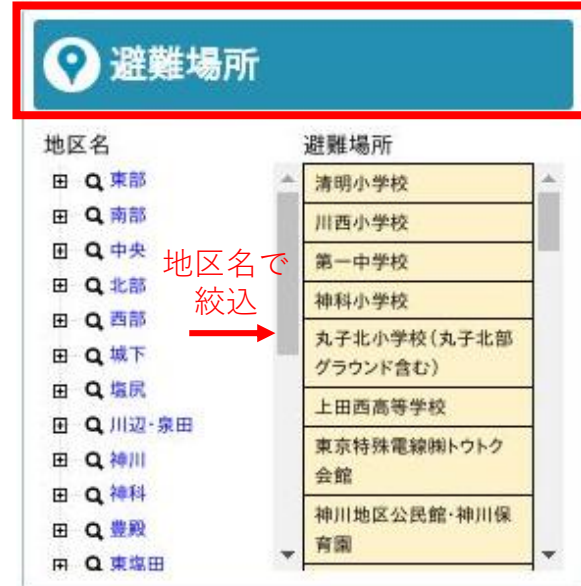 避難場所
地区名
東部
南部
中央
北部
西部
城下
塩尻
川辺・泉田
神川
神科
豊殿
東塩田
地区名で
絞込
避難場所
清明小学校
川西小学校
第一中学校
神科小学校
丸子北小学校(丸子北部
グラウンド含む)
上田西高等学校
東京特殊電線㈱トウトク
会館
神川地区公民館・神川保
育園